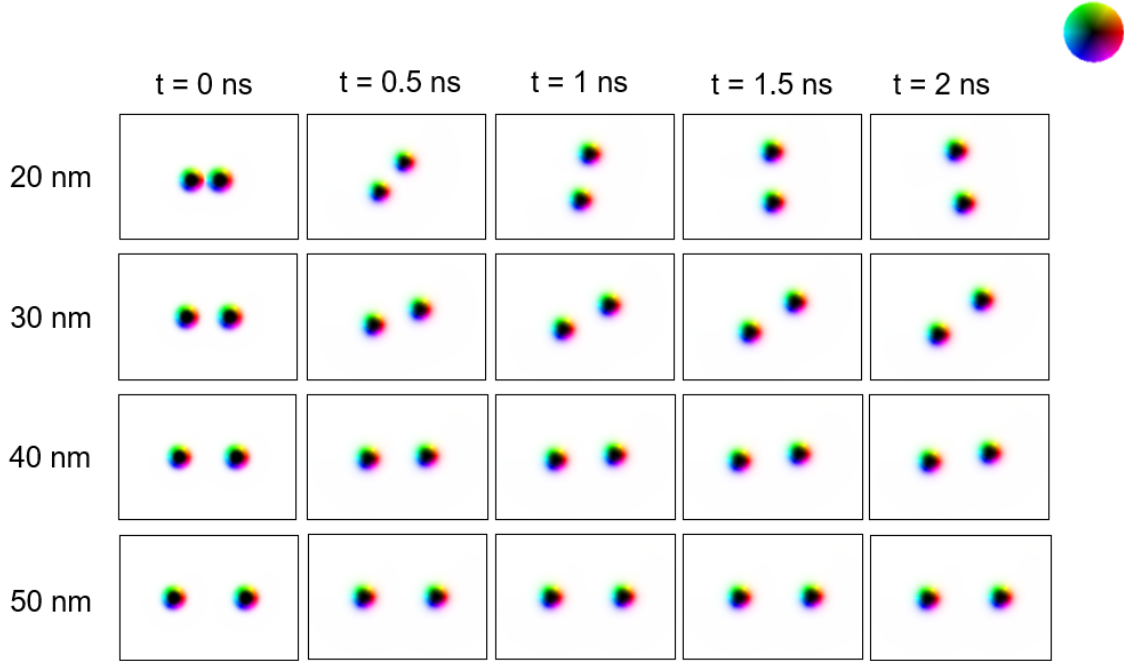 t = 0 ns t = 0.5 ns t = 1 ns t = 1.5 ns t = 2 ns
20 nm
30 nm
40 nm
50 nm